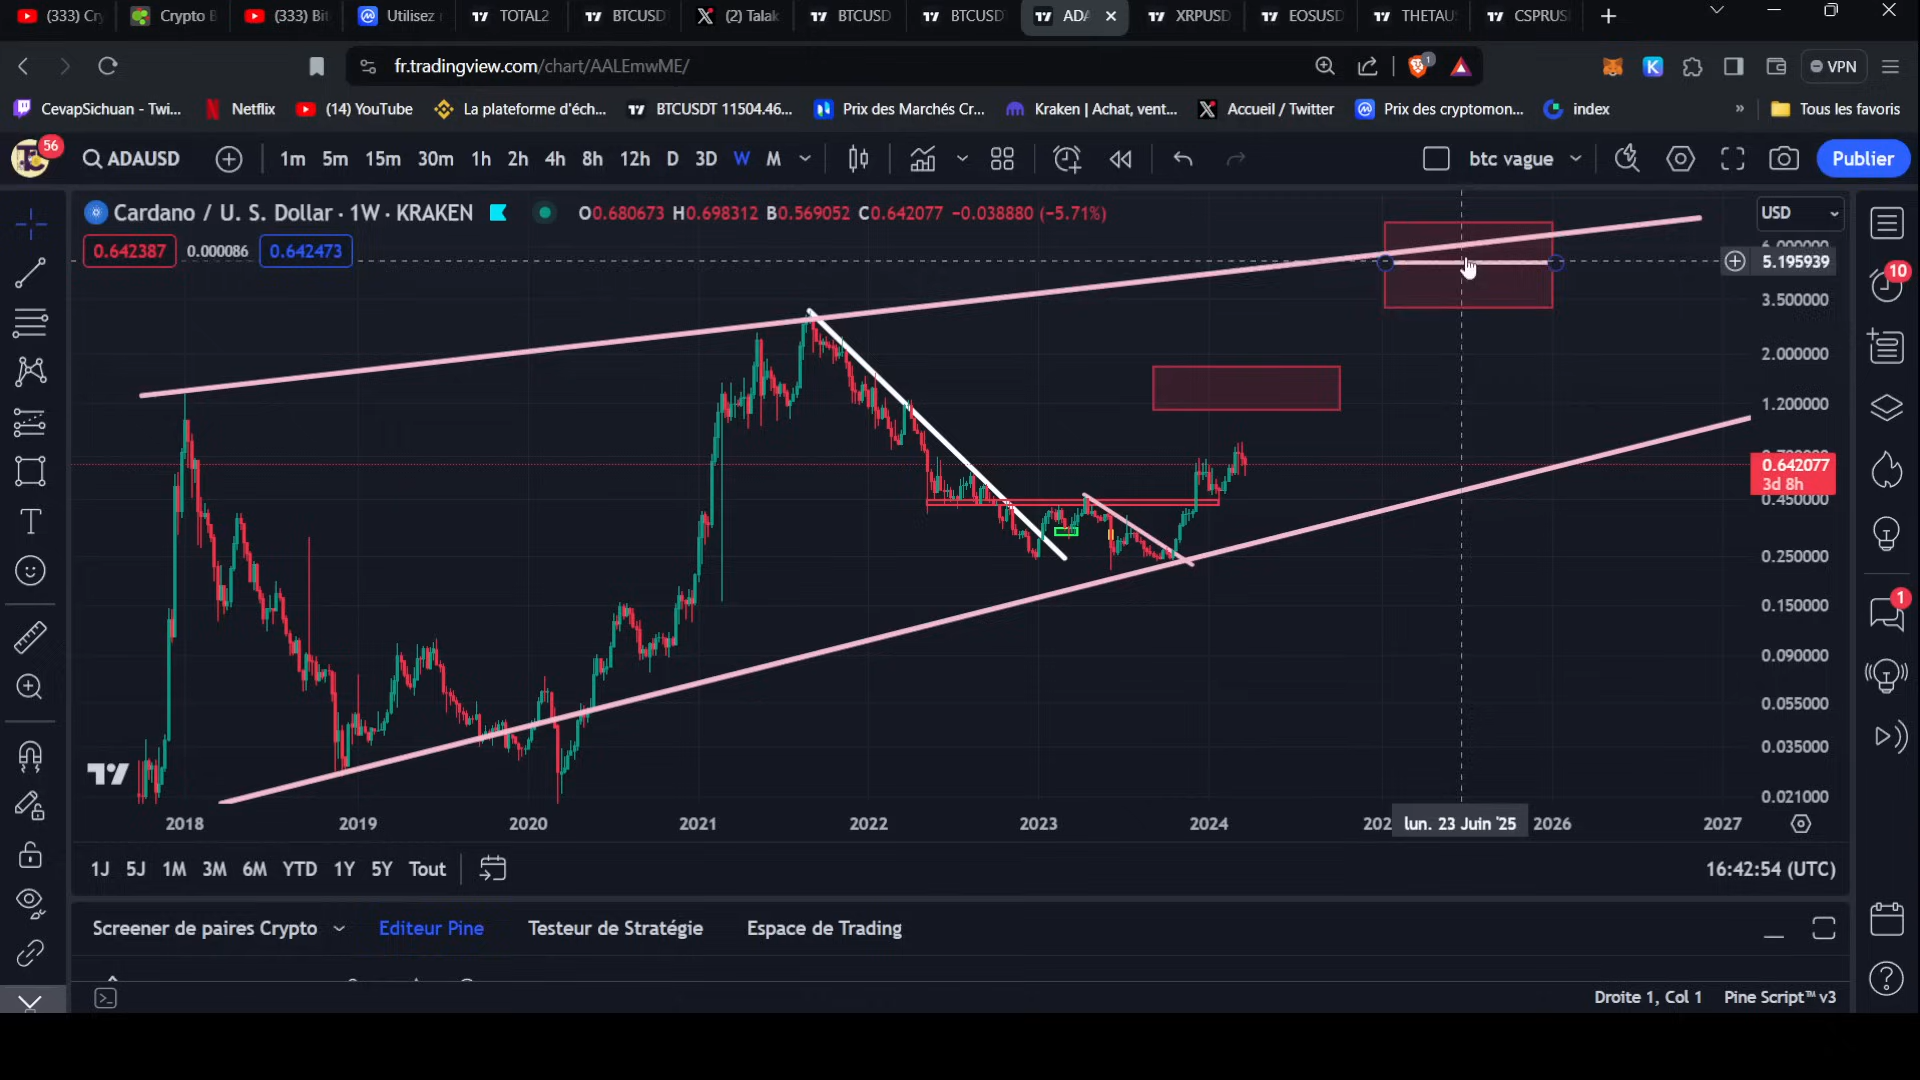 (333) Cr
Crypto B
(333) Bit
Utilisez
TOTAL2
BTCUSD
(2) Talak
BTCUSD
BTCUSD
ADA
XRPUSD
EOSUSD
THETAUS
CSPRUS
fr.tradingview.com/chart/AALEmwME/
1
VPN
CevapSichuan - Twi...
Netflix
(14) YouTube
La plateforme d'éch...
BTCUSDT 11504.46...
Prix des Marchés Cr...
Kraken | Achat, vent...
Accueil / Twitter
Prix des cryptomon...
index
»
Tous les favoris
56
ADAUSD
1m 5m 15m 30m 1h 2h 4h 8h 12h D 3D W M
btc vague
Publier
Cardano / U. S. Dollar · 1W · KRAKEN
O0.680673 H0.698312 B0.569052 C0.642077 −0.038880 (−5.71%)
USD
0.642387 0.000086 0.642473
6.000000
5.195939
3.500000
2.000000
1.200000
0.642077
3d 8h
0.450000
0.250000
0.150000
0.090000
0.055000
0.035000
0.021000
10
1
2018 2019 2020 2021 2022 2023 2024 202 lun. 23 Juin '25 2026 2027
1J 5J 1M 3M 6M YTD 1Y 5Y Tout
16:42:54 (UTC)
Screener de paires Crypto
Editeur Pine
Testeur de Stratégie
Espace de Trading
Droite 1, Col 1
Pine Script™ v3